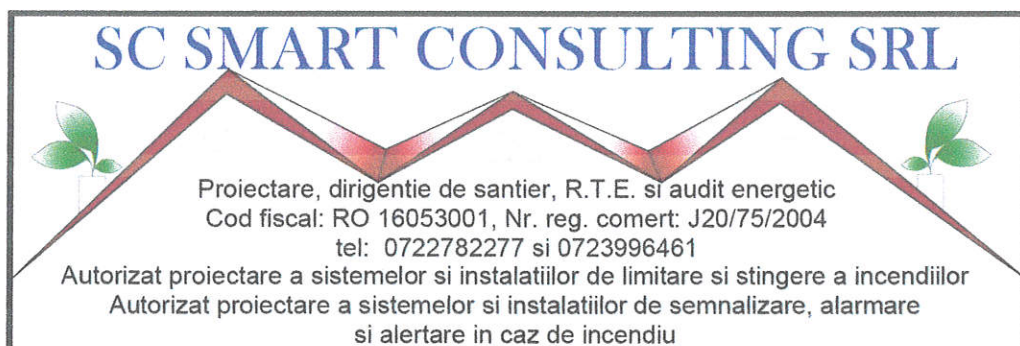 SC SMART CONSULTING SRL
Proiectare, dirigentie de santier, R.T.E. si audit energetic
Cod fiscal: RO 16053001, Nr. reg. comert: J20/75/2004
tel: 0722782277 si 0723996461
Autorizat proiectare a sistemelor si instalatiilor de limitare si stingere a incendiilor
Autorizat proiectare a sistemelor si instalatiilor de semnalizare, alarmare
si alertare in caz de incendiu